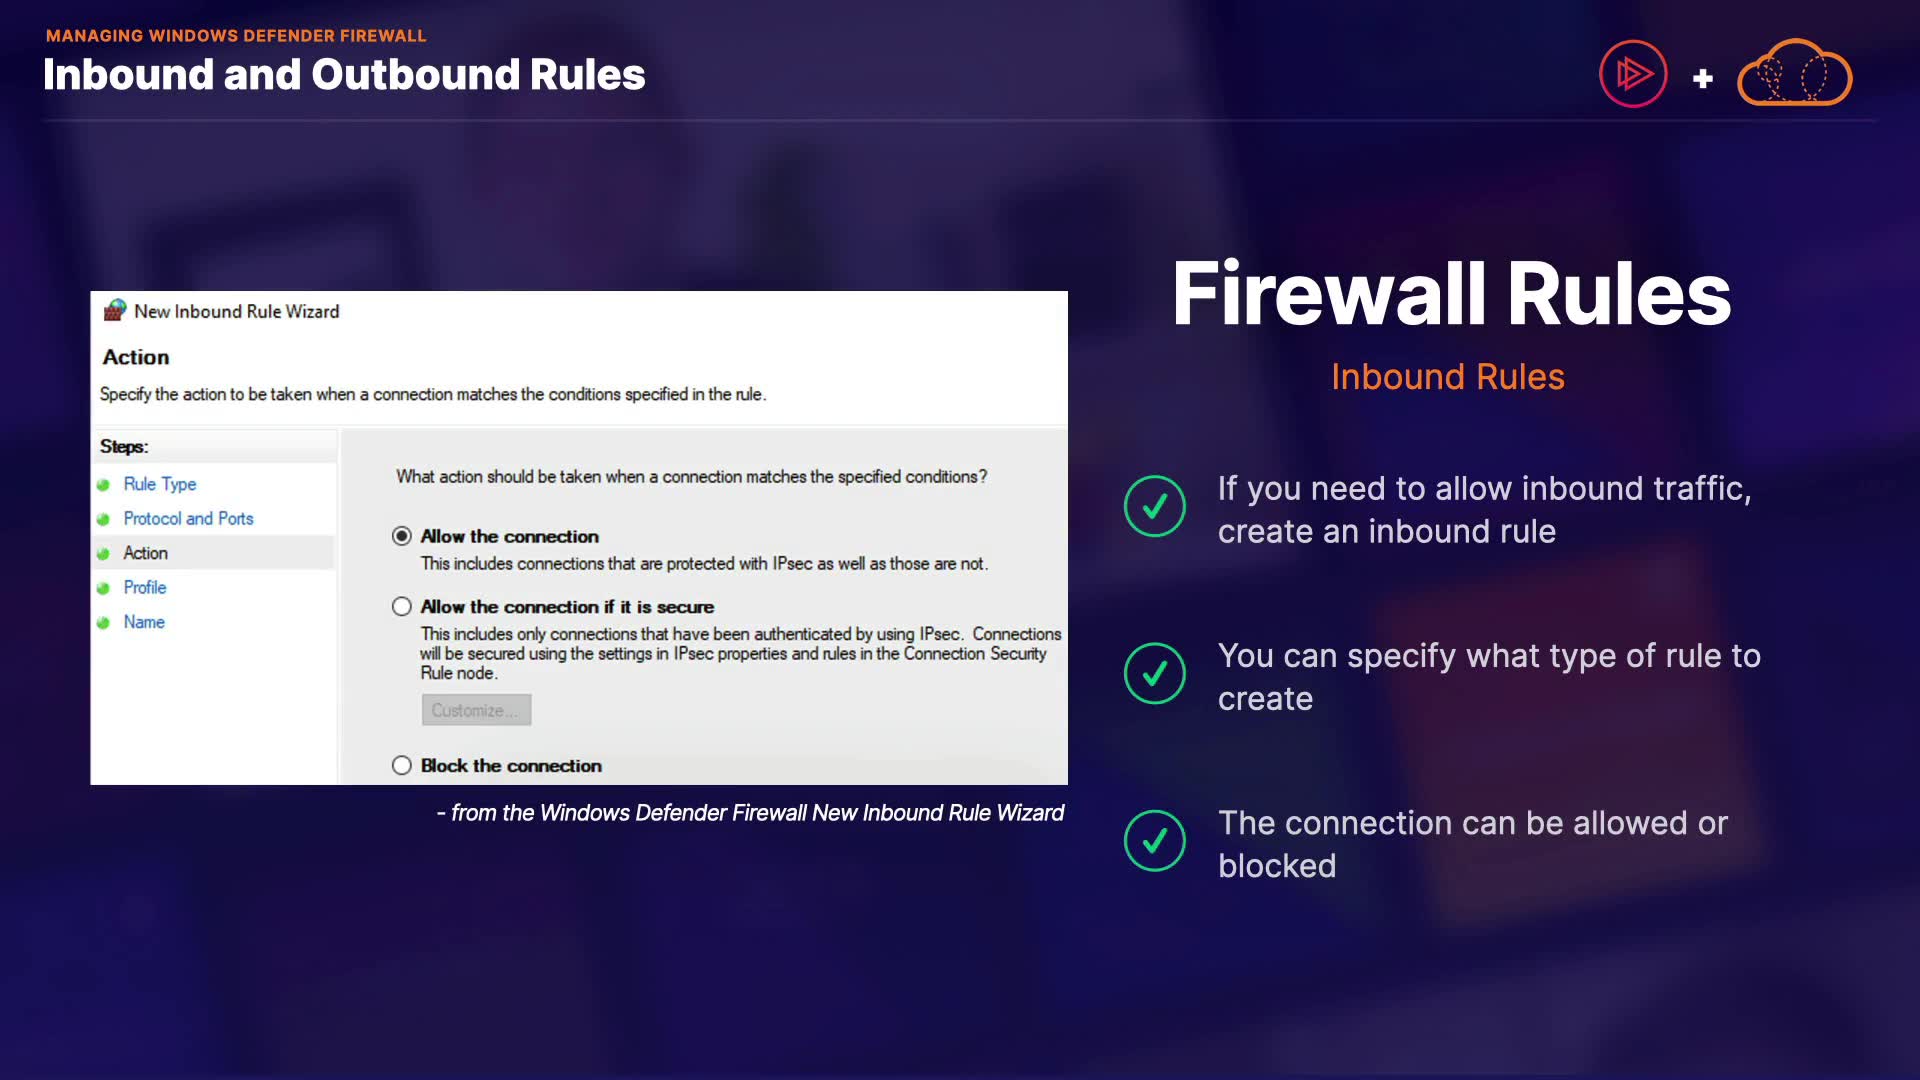 MANAGING WINDOWS DEFENDER FIREWALL
Inbound and Outbound Rules
New Inbound Rule Wizard
Action
Specify the action to be taken when a connection matches the conditions specified in the rule.
Steps:
Rule Type
Protocol and Ports
Action
Profile
Name
What action should be taken when a connection matches the specified conditions?
Allow the connection
This includes connections that are protected with IPsec as well as those are not.
Allow the connection if it is secure
This includes only connections that have been authenticated by using IPsec. Connections
will be secured using the settings in IPsec properties and rules in the Connection Security
Rule node.
Customize...
Block the connection
- from the Windows Defender Firewall New Inbound Rule Wizard
Firewall Rules
Inbound Rules
If you need to allow inbound traffic,
create an inbound rule
You can specify what type of rule to
create
The connection can be allowed or
blocked